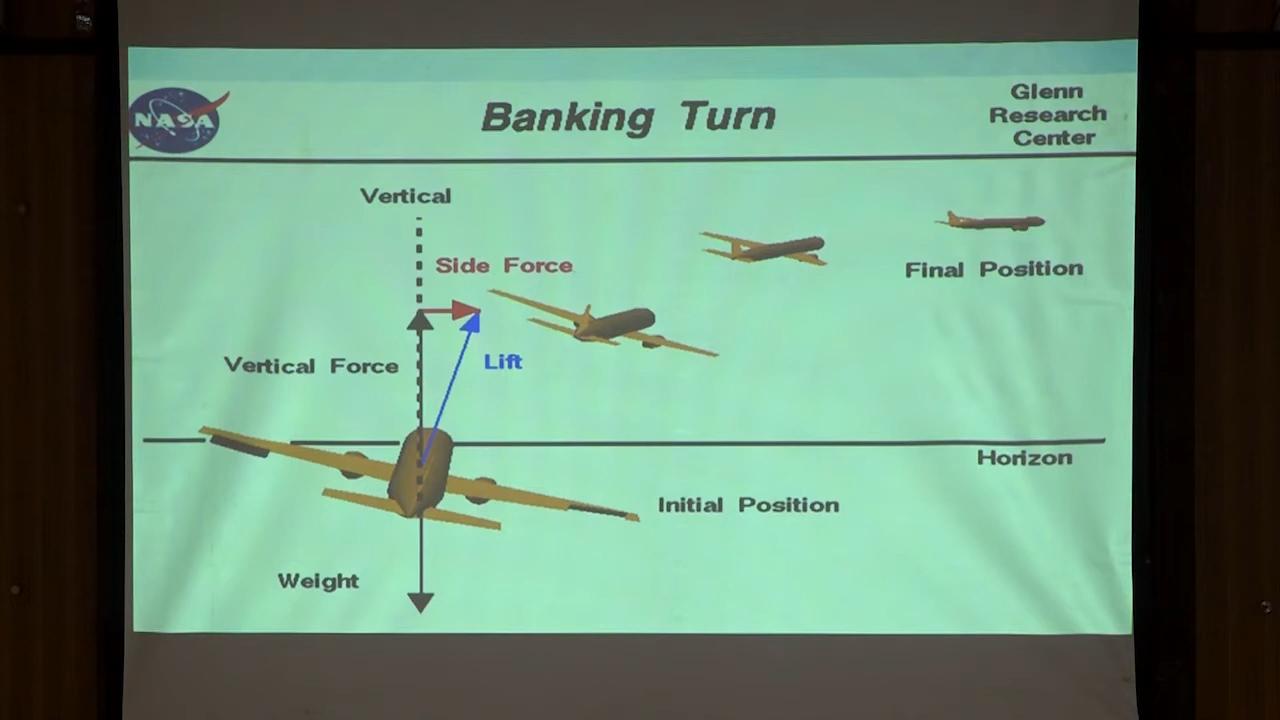 NASA
Banking Turn
Glenn
Research
Center
Vertical
Side Force
Final Position
Vertical Force
Lift
Horizon
Initial Position
Weight